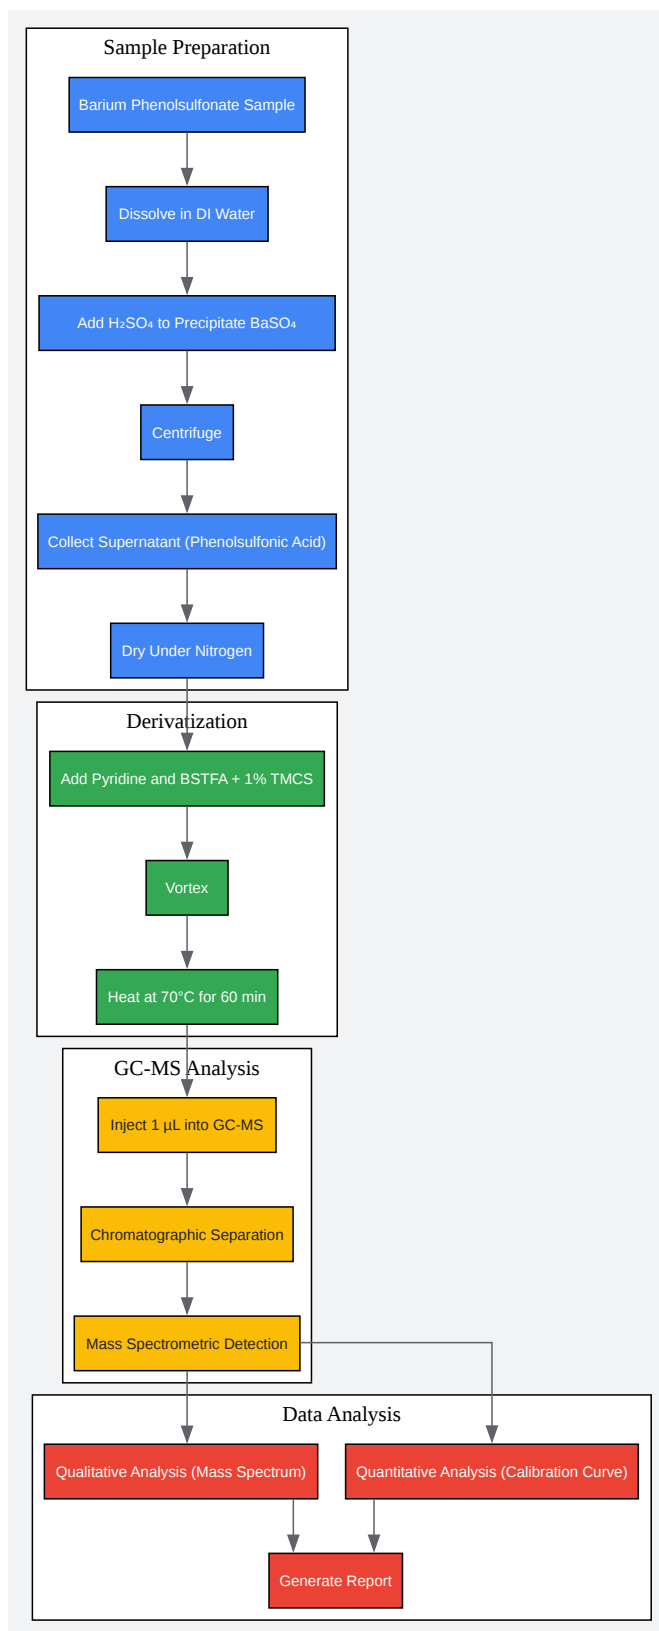 Sample Preparation
Barium Phenolsulfonate Sample
Dissolve in DI Water
Add H₂SO₄ to Precipitate BaSO₄
Centrifuge
Collect Supernatant (Phenolsulfonic Acid)
Dry Under Nitrogen
Derivatization
Add Pyridine and BSTFA + 1% TMCS
Vortex
Heat at 70°C for 60 min
GC-MS Analysis
Inject 1 µL into GC-MS
Chromatographic Separation
Mass Spectrometric Detection
Data Analysis
Qualitative Analysis (Mass Spectrum)
Quantitative Analysis (Calibration Curve)
Generate Report